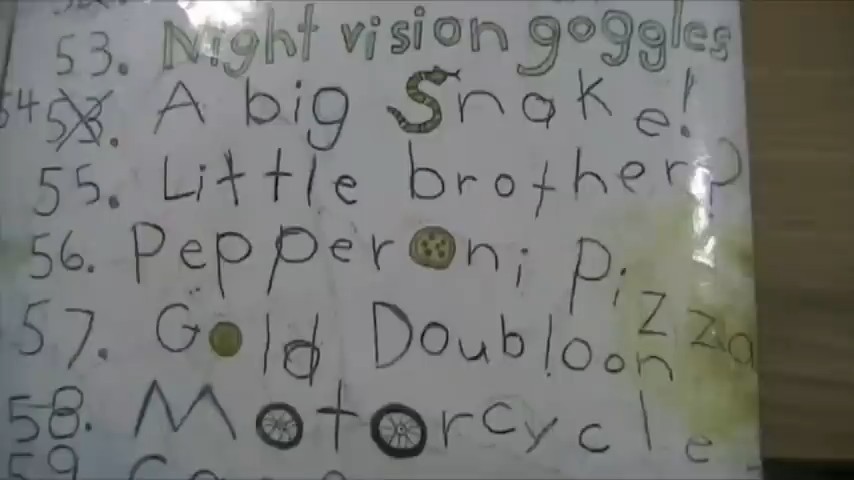 53. Night vision goggles
54 53. A big Snake!
55. Little brother?
56. Pepperoni Pizza
57. Gold Doubloon
58. Motorcycle
59